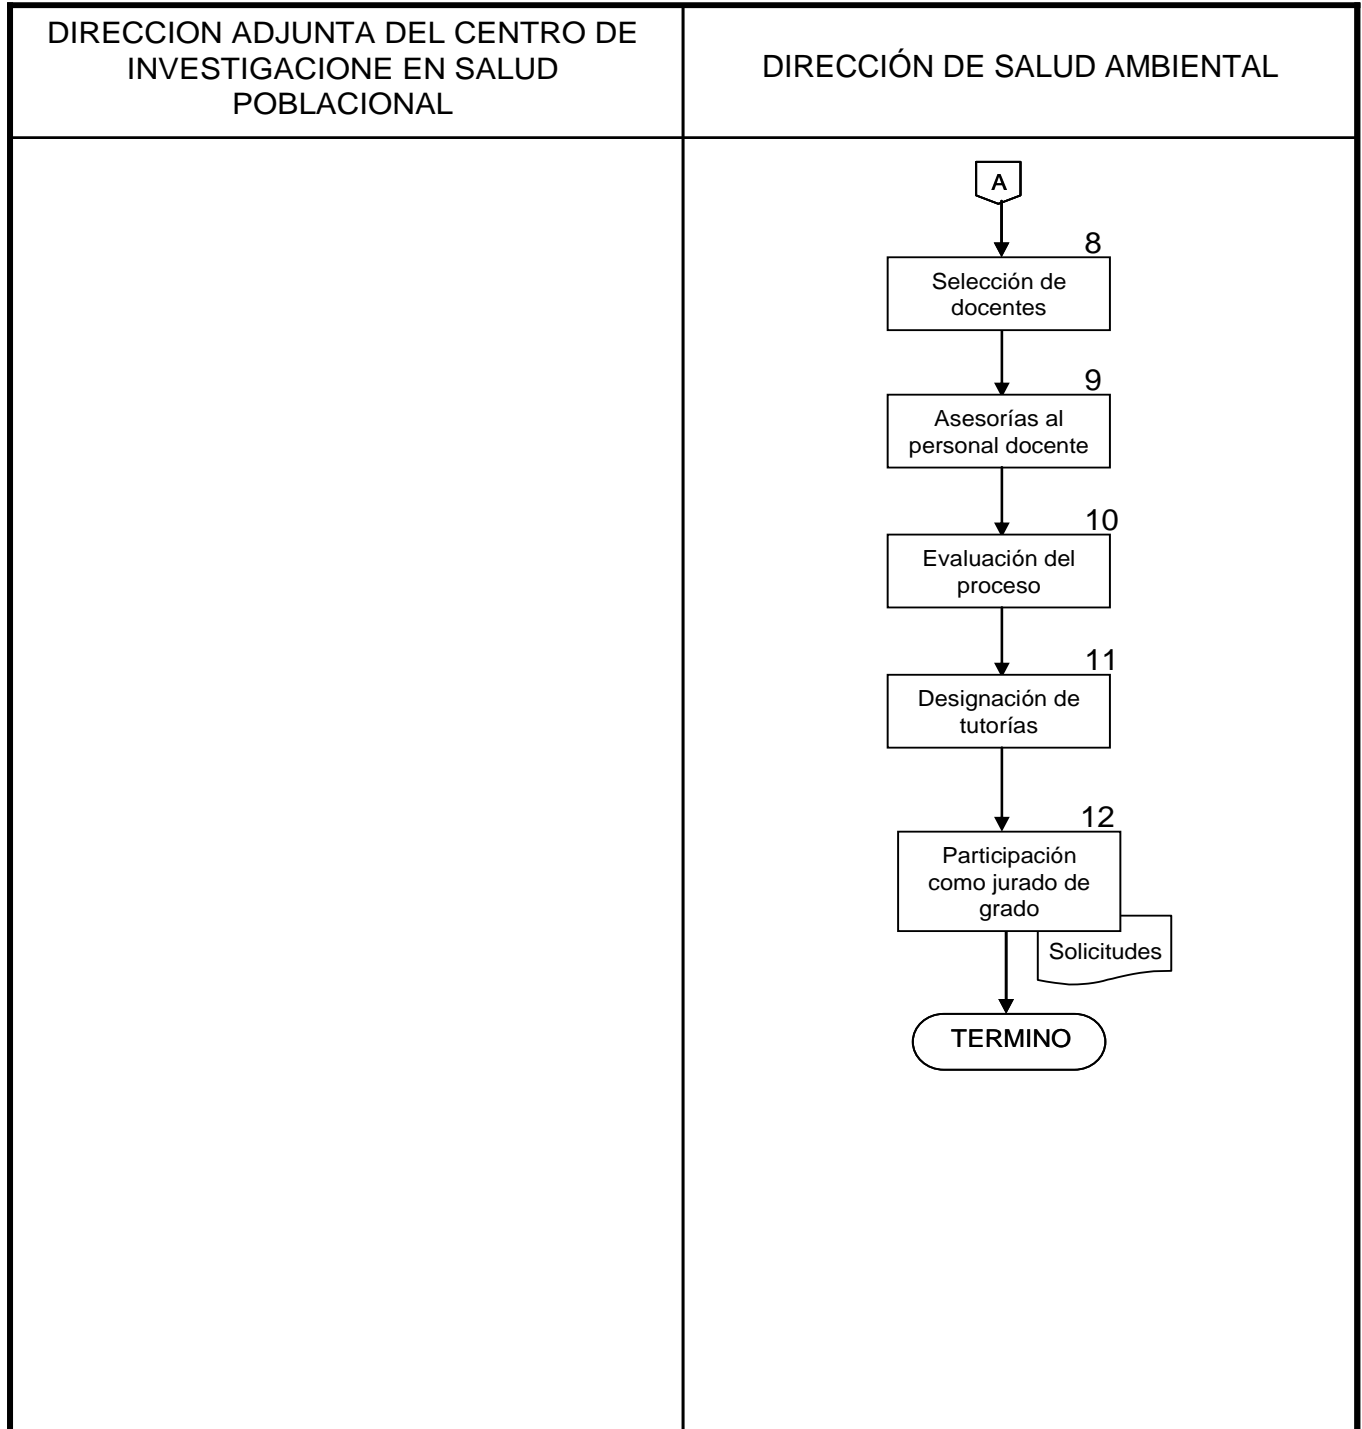 DIRECCION ADJUNTA DEL CENTRO DE
INVESTIGACIONE EN SALUD
POBLACIONAL
DIRECCIÓN DE SALUD AMBIENTAL
A
8
Selección de
docentes
9
Asesorías al
personal docente
10
Evaluación del
proceso
11
Designación de
tutorías
12
Participación
como jurado de
grado
Solicitudes
TERMINO